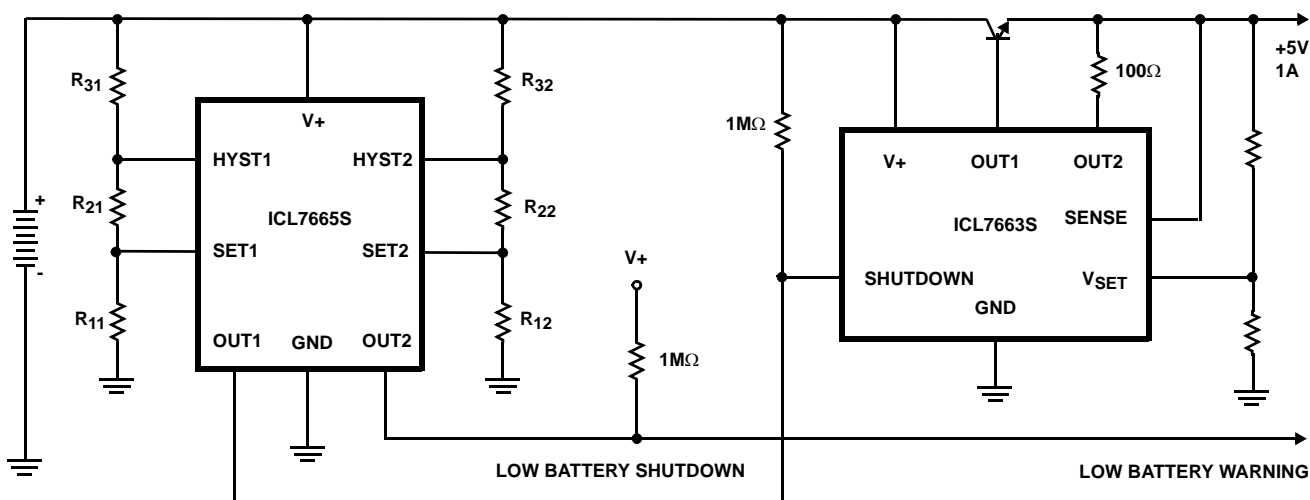 R31
R32
V+
HYST1
HYST2
R21
ICL7665S
R22
SET1
SET2
R11
R12
OUT1
GND
OUT2
+
-
V+
1MΩ
1MΩ
100Ω
+5V
1A
V+
OUT1
OUT2
SENSE
ICL7663S
SHUTDOWN
VSET
GND
LOW BATTERY SHUTDOWN
LOW BATTERY WARNING